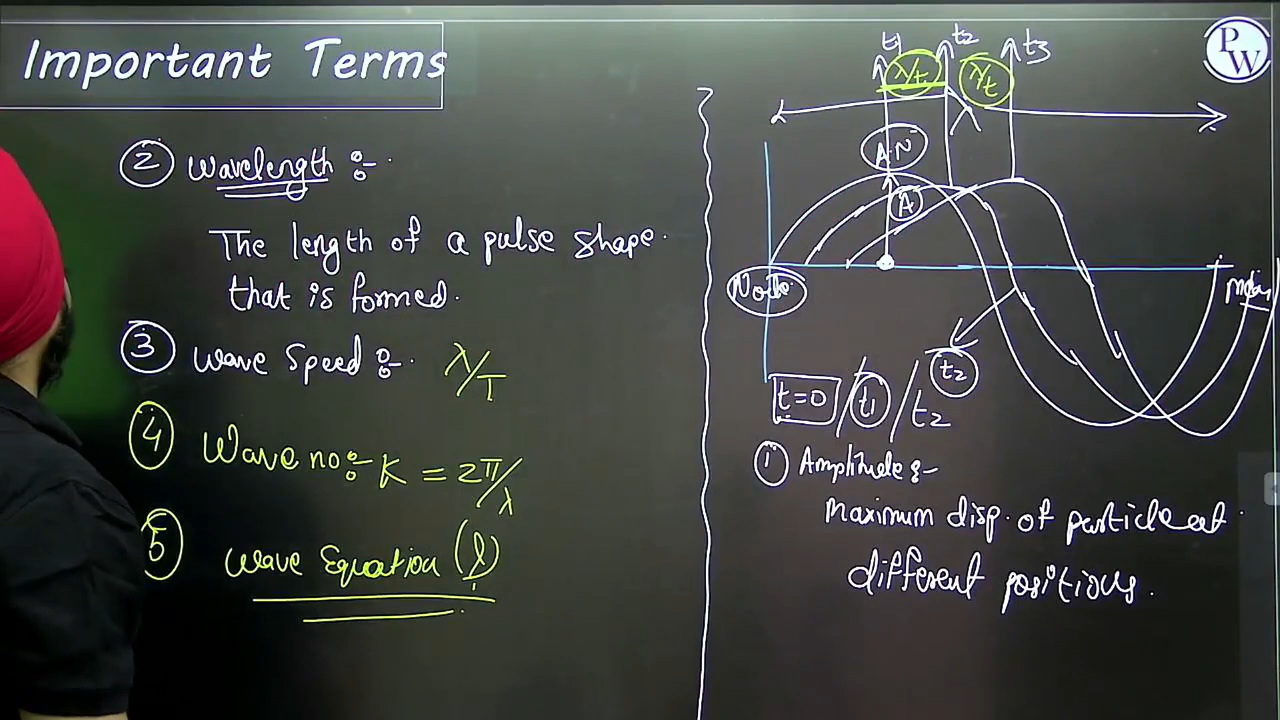 Important Terms
② Wavelength :-
The length of a pulse shape.
that is formed.
③ Wave Speed :- λ/T
④ Wave no :- K = 2π/λ
⑤ Wave Equation
t1 t2 t3
λ/t λ/t
A.N
A
Node
t2
t=0 / t1 / t2
① Amplitude :-
Maximum disp. of particle at
different positions.
PW